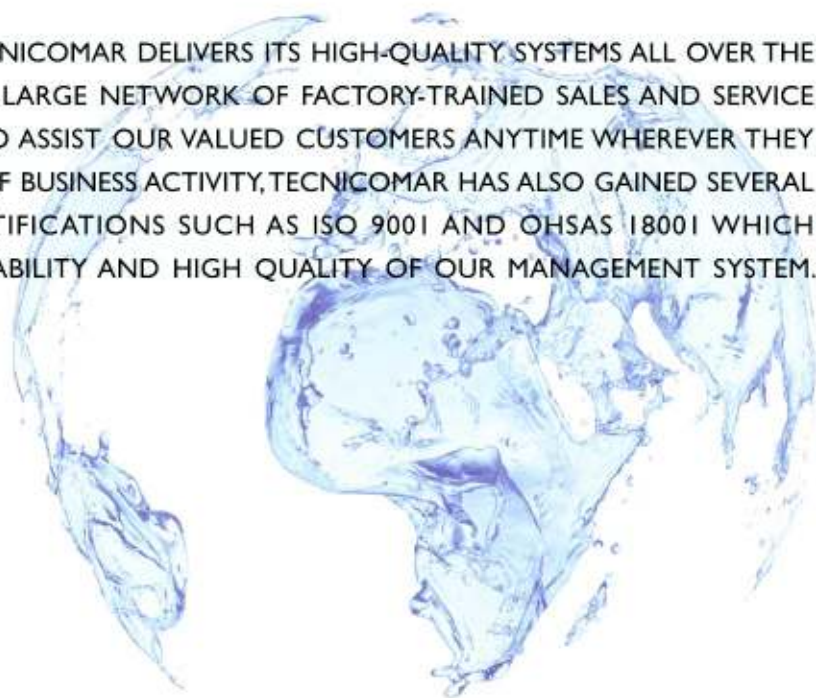 NICOMAR DELIVERS ITS HIGH-QUALITY SYSTEMS ALL OVER THE
LARGE NETWORK OF FACTORY-TRAINED SALES AND SERVICE
ASSIST OUR VALUED CUSTOMERS ANYTIME WHEREVER THEY
F BUSINESS ACTIVITY, TECNICOMAR HAS ALSO GAINED SEVERAL
TIFICATIONS SUCH AS ISO 9001 AND OHSAS 18001 WHICH
ABILITY AND HIGH QUALITY OF OUR MANAGEMENT SYSTEM.